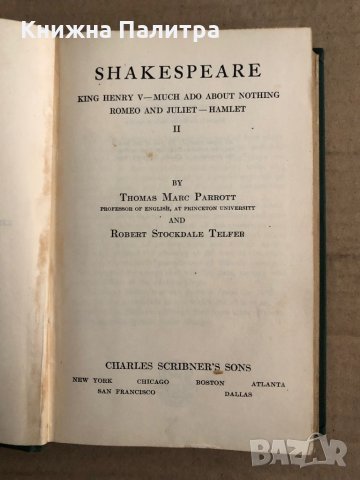 Книжна Палитра
SHAKESPEARE
KING HENRY V—MUCH ADO ABOUT NOTHING
ROMEO AND JULIET—HAMLET
II
BY
THOMAS MARC PARROTT
PROFESSOR OF ENGLISH, AT PRINCETON UNIVERSITY
AND
ROBERT STOCKDALE TELFER
CHARLES SCRIBNER'S SONS
NEW YORK CHICAGO BOSTON ATLANTA
SAN FRANCISCO DALLAS
BAZAR
bg